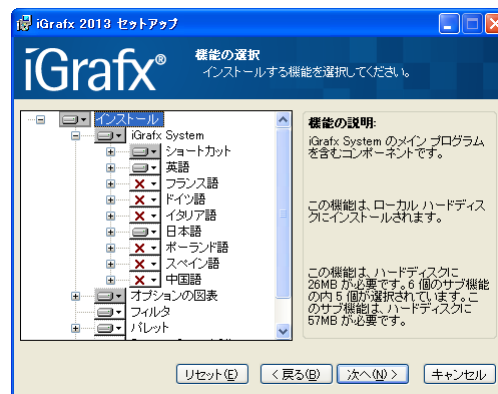 iGrafx 2013 セットアップ
iGrafx®
機能の選択
インストールする機能を選択してください。
インストール
iGrafx System
ショートカット
英語
フランス語
ドイツ語
イタリア語
日本語
ポーランド語
スペイン語
中国語
オプションの図表
フィルタ
パレット
機能の説明:
iGrafx System のメイン プログラム
を含むコンポーネントです。
この機能は、ローカル ハードディス
クにインストールされます。
この機能は、ハードディスクに
26MB が必要です。6 個のサブ機能
の内 5 個が選択されています。こ
のサブ機能は、ハードディスクに
57MB が必要です。
リセット(E)
< 戻る(B)
次へ(N) >
キャンセル